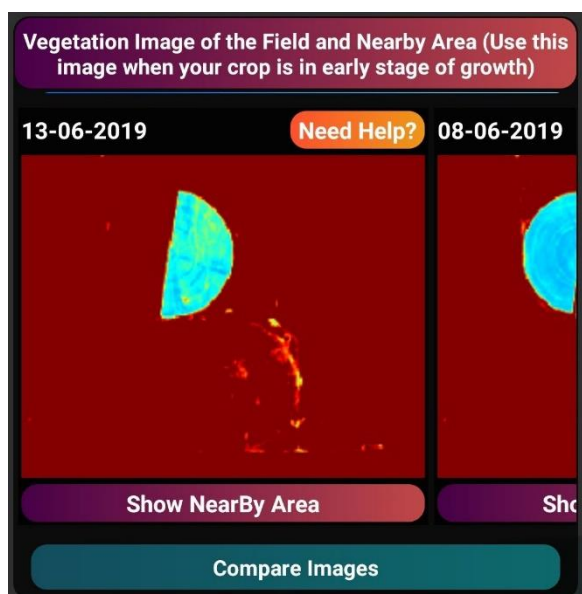 Vegetation Image of the Field and Nearby Area (Use this
image when your crop is in early stage of growth)
13-06-2019
Need Help?
08-06-2019
Show NearBy Area
Sho
Compare Images